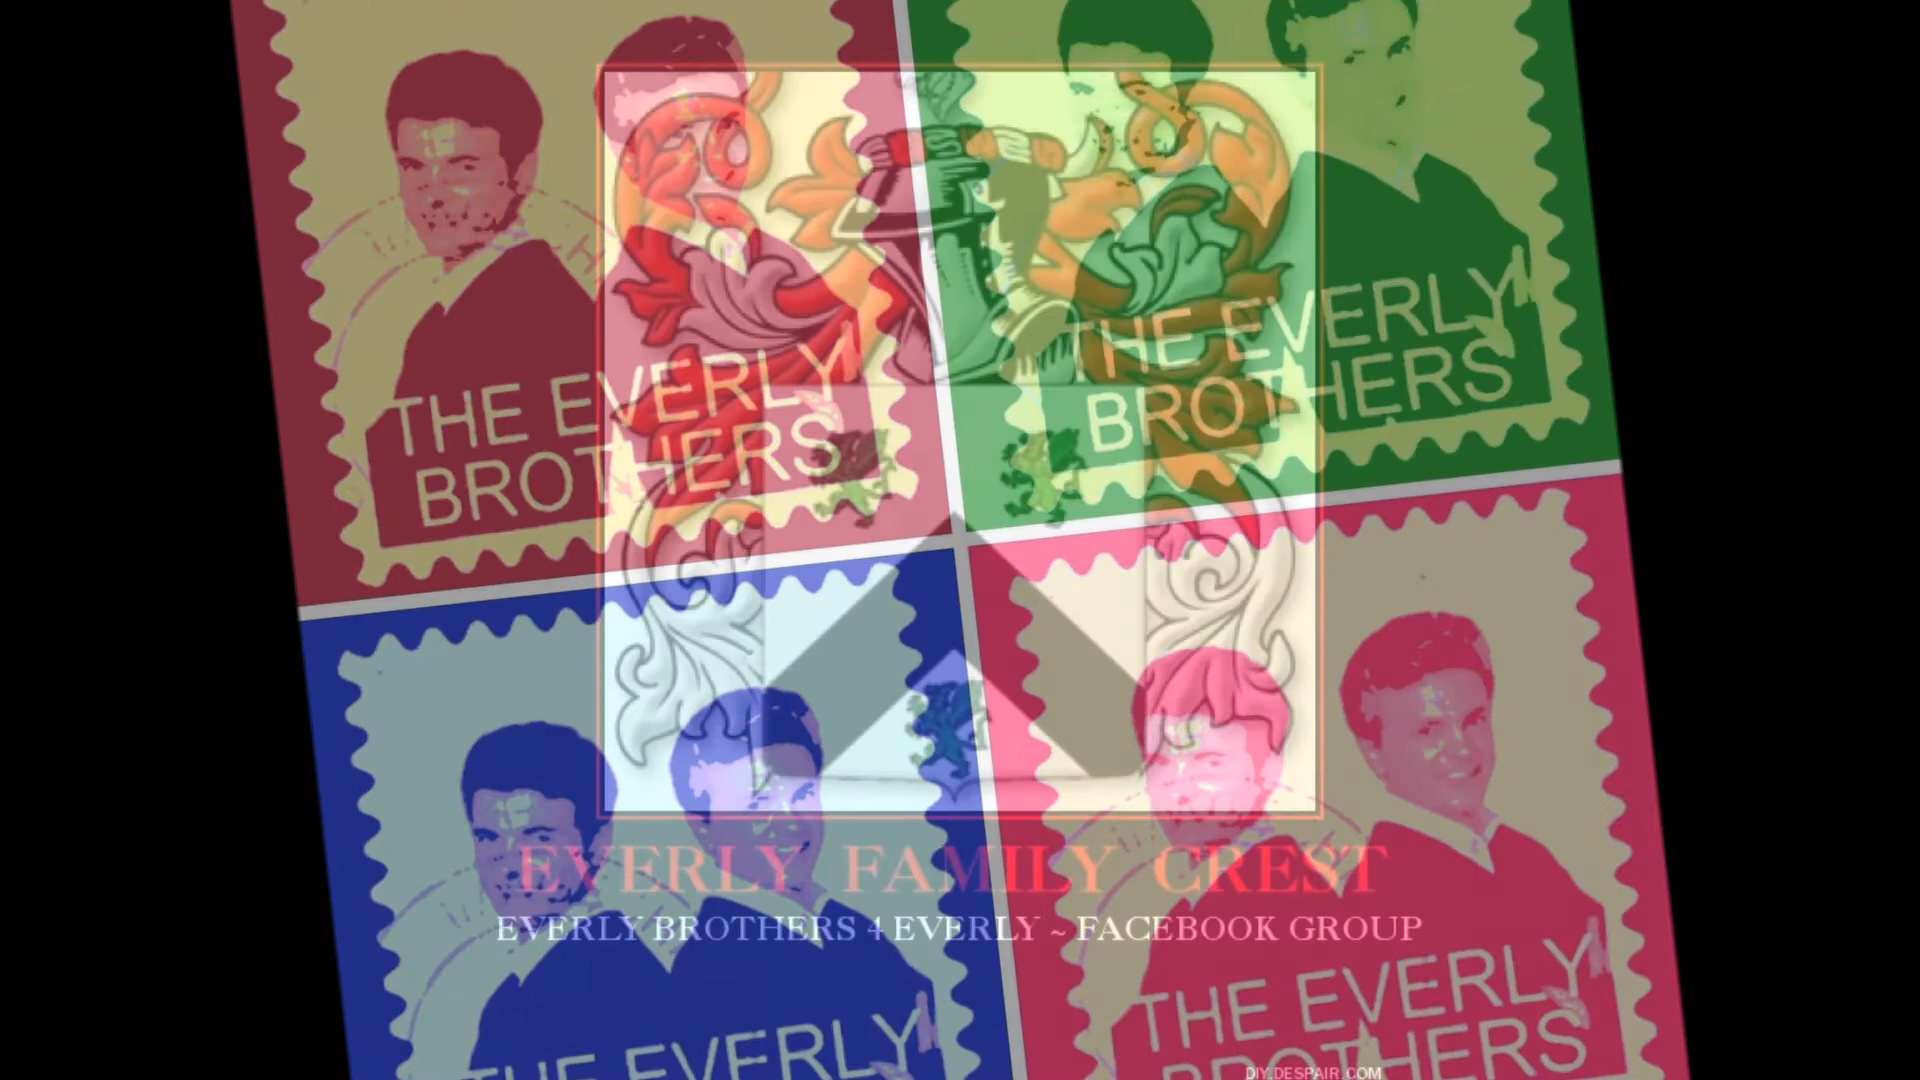 THE EVERLY
BROTHERS
THE EVERLY
BROTHERS
EVERLY FAMILY CREST
EVERLY BROTHERS 4 EVERLY ~ FACEBOOK GROUP
THE EVERLY
THE EVERLY
BROTHERS
DIY.DESPAIR.COM